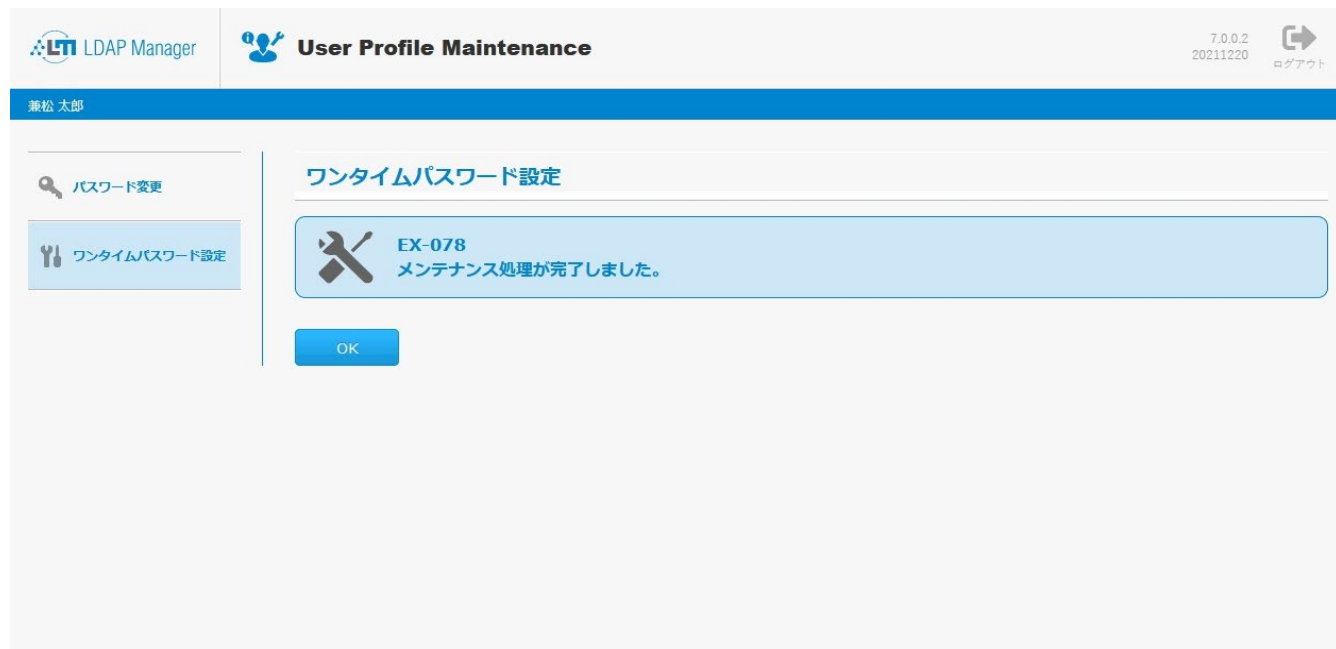 LTI LDAP Manager
User Profile Maintenance
7.0.0.2
20211220
ログアウト
兼松 太郎
パスワード変更
ワンタイムパスワード設定
ワンタイムパスワード設定
EX-078
メンテナンス処理が完了しました。
OK